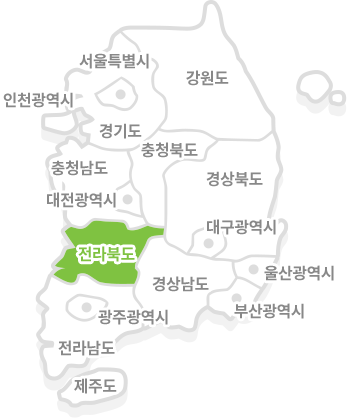 서울특별시
강원도
인천광역시
경기도
충청북도
충청남도
경상북도
대전광역시
대구광역시
전라북도
울산광역시
경상남도
부산광역시
광주광역시
전라남도
제주도